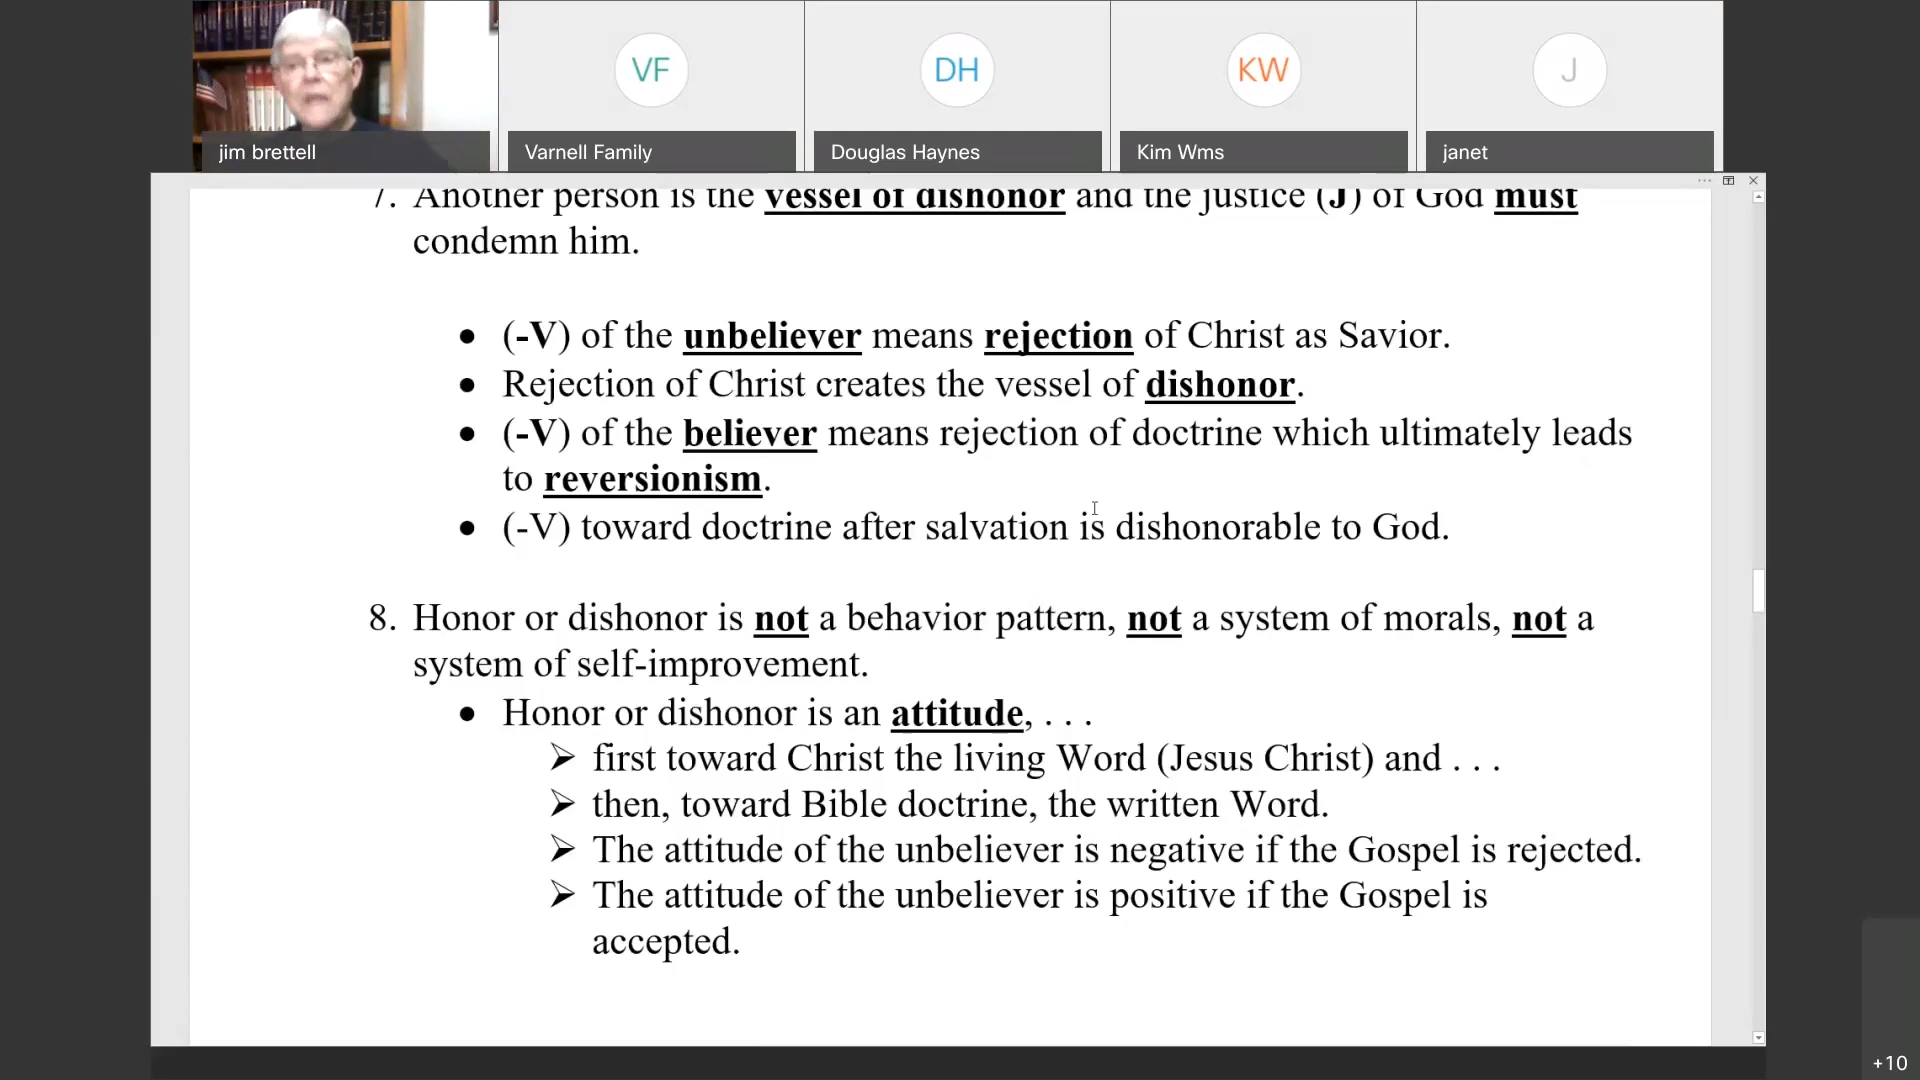 VF
DH
KW
J
jim brettell
Varnell Family
Douglas Haynes
Kim Wms
janet
7. Another person is the vessel of dishonor and the justice (J) of God must
condemn him.
• (-V) of the unbeliever means rejection of Christ as Savior.
• Rejection of Christ creates the vessel of dishonor.
• (-V) of the believer means rejection of doctrine which ultimately leads
to reversionism.
• (-V) toward doctrine after salvation is dishonorable to God.
8. Honor or dishonor is not a behavior pattern, not a system of morals, not a
system of self-improvement.
• Honor or dishonor is an attitude, . . .
➢ first toward Christ the living Word (Jesus Christ) and . . .
➢ then, toward Bible doctrine, the written Word.
➢ The attitude of the unbeliever is negative if the Gospel is rejected.
➢ The attitude of the unbeliever is positive if the Gospel is
accepted.
+10